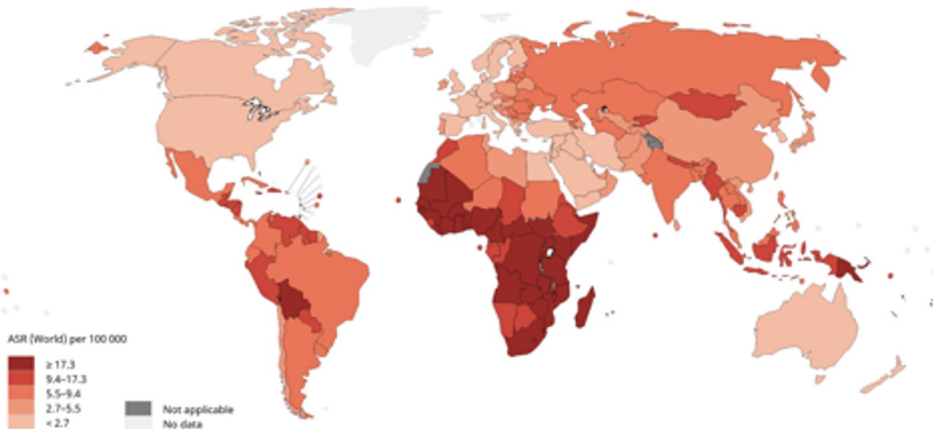 ASR (World) per 100 000
≥ 17.3
9.4–17.3
5.5–9.4
2.7–5.5
< 2.7
Not applicable
No data